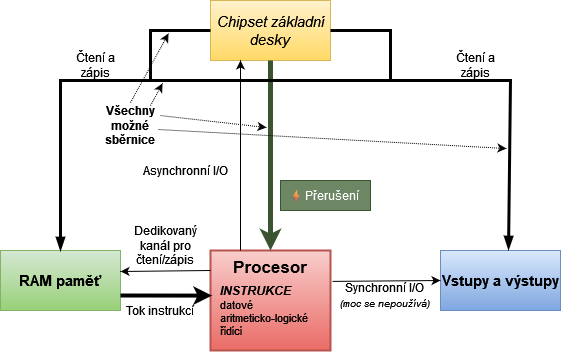 Chipset základní
desky
Čtení a
zápis
Čtení a
zápis
Všechny
možné
sběrnice
Asynchronní I/O
Přerušení
Dedikovaný
kanál pro
čtení/zápis
RAM paměť
Procesor
INSTRUKCE
datové
aritmeticko-logické
řídící
Tok instrukcí
Synchronní I/O
(moc se nepoužívá)
Vstupy a výstupy